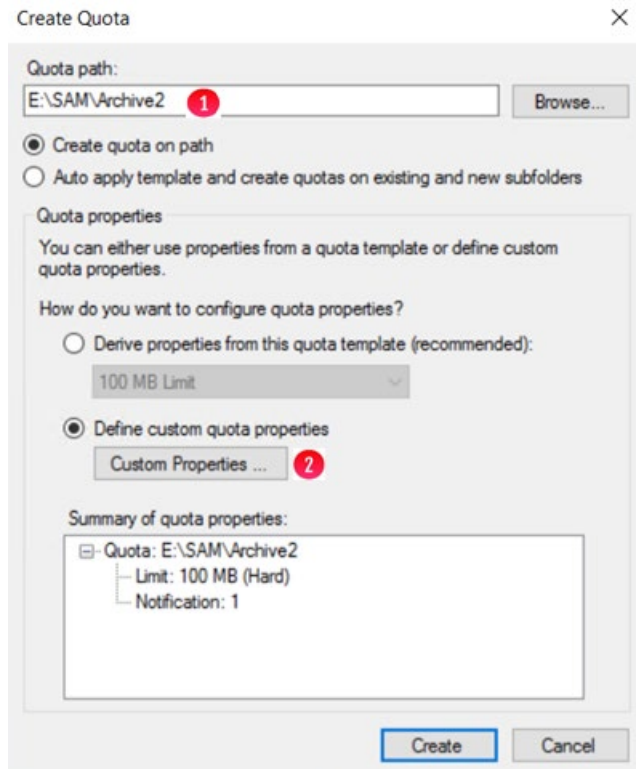 Create Quota
Quota path:
E:\SAM\Archive2 1
Browse...
Create quota on path
Auto apply template and create quotas on existing and new subfolders
Quota properties
You can either use properties from a quota template or define custom
quota properties.
How do you want to configure quota properties?
Derive properties from this quota template (recommended):
100 MB Limit
Define custom quota properties
Custom Properties ... 2
Summary of quota properties:
Quota: E:\SAM\Archive2
Limit: 100 MB (Hard)
Notification: 1
Create
Cancel